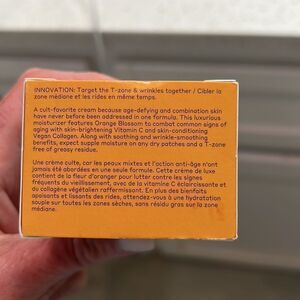 INNOVATION: Target the T-zone & wrinkles together / Cibler la
zone médiane et les rides en même temps.
A cult-favorite cream because age-defying and combination skin
have never before been addressed in one formula. This luxurious
moisturizer features Orange Blossom to combat common signs of
aging with skin-brightening Vitamin C and skin-conditioning
Vegan Collagen. Along with soothing and wrinkle-smoothing
benefits, expect supple moisture on any dry patches and a T-zone
free of greasy residue.
Une crème culte, car les peaux mixtes et l'action anti-âge n'ont
jamais été abordées en une seule formule. Cette crème de luxe
contient de la fleur d'oranger pour lutter contre les signes
fréquents du vieillissement, avec de la vitamine C éclaircissante et
du collagène végétalien raffermissant. En plus des bienfaits
apaisants et lissants des rides, attendez-vous à une hydratation
souple sur toutes les zones sèches, sans résidu gras sur la zone
médiane.